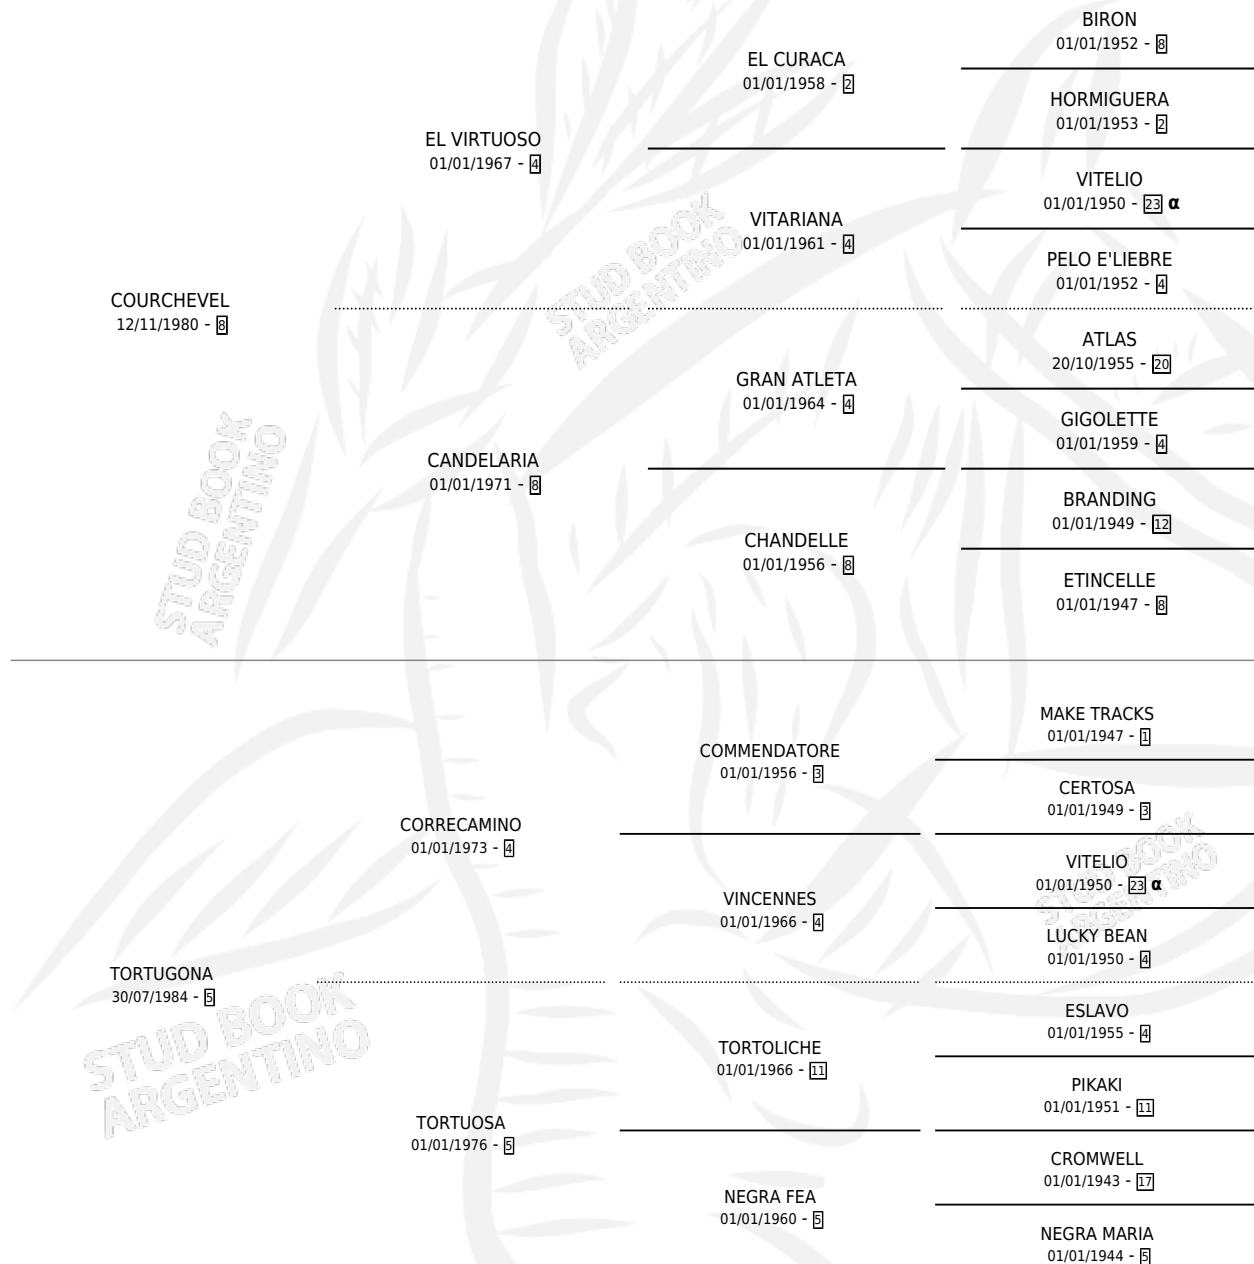 BIRON
01/01/1952 - 8
EL CURACA
01/01/1958 - 2
HORMIGUERA
01/01/1953 - 2
EL VIRTUOSO
01/01/1967 - 4
VITELIO
01/01/1950 - 23 α
VITARIANA
01/01/1961 - 4
PELO E'LIEBRE
01/01/1952 - 4
COURCHEVEL
12/11/1980 - 8
ATLAS
20/10/1955 - 20
GRAN ATLETA
01/01/1964 - 4
GIGOLETTE
01/01/1959 - 4
CANDELARIA
01/01/1971 - 8
BRANDING
01/01/1949 - 12
CHANDELLE
01/01/1956 - 8
ETINCELLE
01/01/1947 - 8
STUD BOOK
ARGENTINO
STUD BOOK
ARGENTINO
MAKE TRACKS
01/01/1947 - 1
COMMENDATORE
01/01/1956 - 3
CERTOSA
01/01/1949 - 3
CORRECAMINO
01/01/1973 - 4
VITELIO
01/01/1950 - 23 α
VINCENNES
01/01/1966 - 4
LUCKY BEAN
01/01/1950 - 4
TORTUGONA
30/07/1984 - 5
ESLAVO
01/01/1955 - 4
TORTOLICHE
01/01/1966 - 11
PIKAKI
01/01/1951 - 11
TORTUOSA
01/01/1976 - 5
CROMWELL
01/01/1943 - 17
NEGRA FEA
01/01/1960 - 5
NEGRA MARIA
01/01/1944 - 5
STUD BOOK
ARGENTINO
STUD BOOK
ARGENTINO